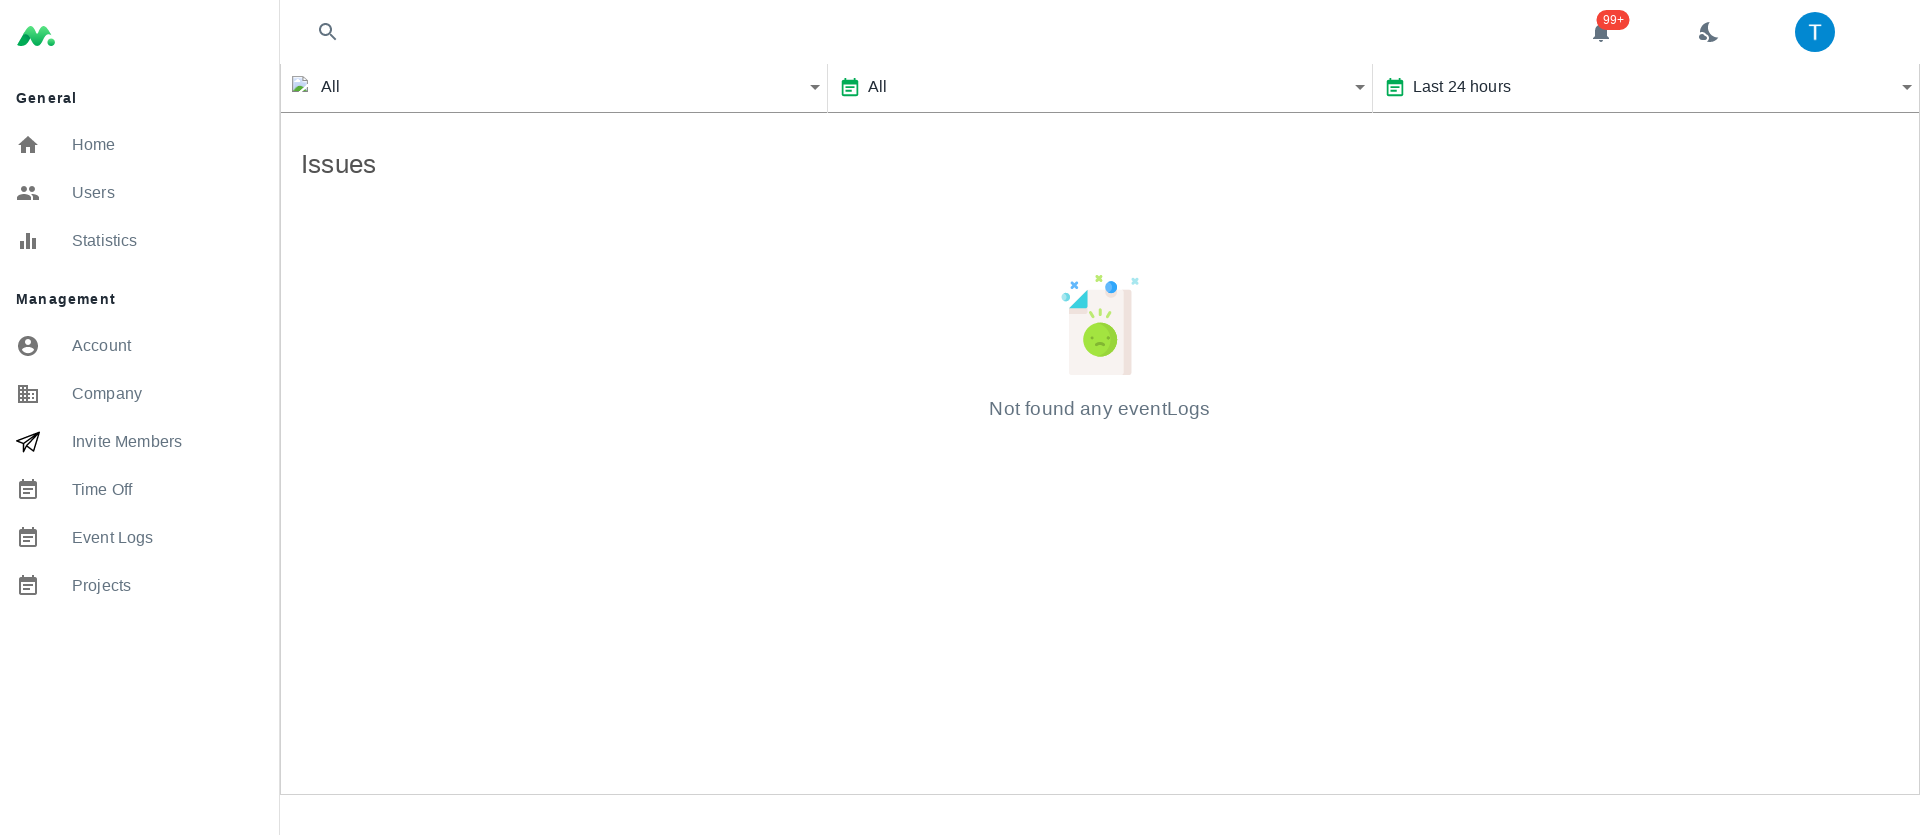 99+
T
General
Home
Users
Statistics
Management
Account
Company
Invite Members
Time Off
Event Logs
Projects
All
All
Last 24 hours
Issues
Not found any eventLogs